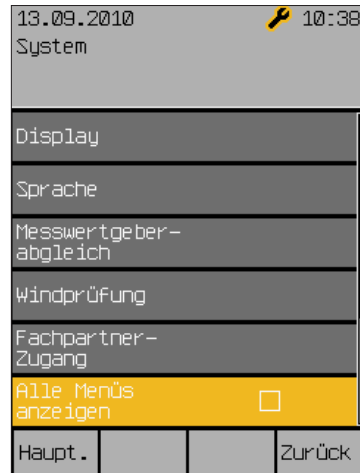 13.09.2010 10:38
System
Display
Sprache
Messwertgeber-
abgleich
Windprüfung
Fachpartner-
Zugang
Alle Menüs
anzeigen
Haupt. Zurück